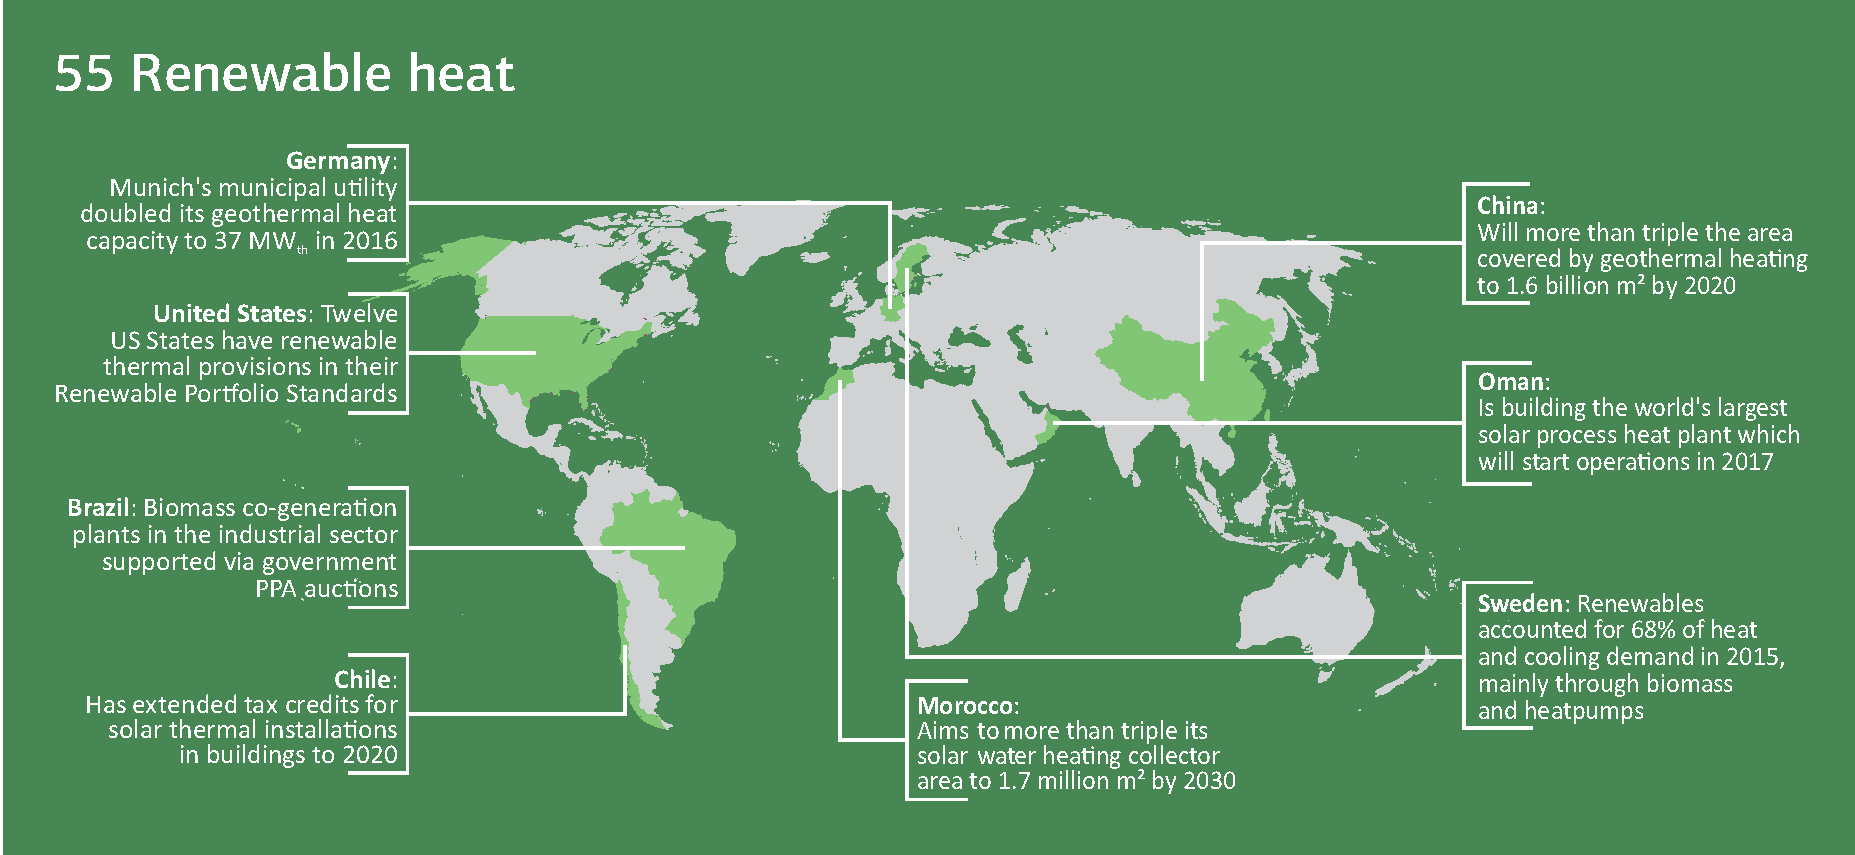 55 Renewable heat
Germany:
Munich's municipal utility
doubled its geothermal heat
capacity to 37 MWth in 2016
United States: Twelve
US States have renewable
thermal provisions in their
Renewable Portfolio Standards
Brazil: Biomass co-generation
plants in the industrial sector
supported via government
PPA auctions
Chile:
Has extended tax credits for
solar thermal installations
in buildings to 2020
Morocco:
Aims to more than triple its
solar water heating collector
area to 1.7 million m² by 2030
China:
Will more than triple the area
covered by geothermal heating
to 1.6 billion m² by 2020
Oman:
Is building the world's largest
solar process heat plant which
will start operations in 2017
Sweden: Renewables
accounted for 68% of heat
and cooling demand in 2015,
mainly through biomass
and heatpumps